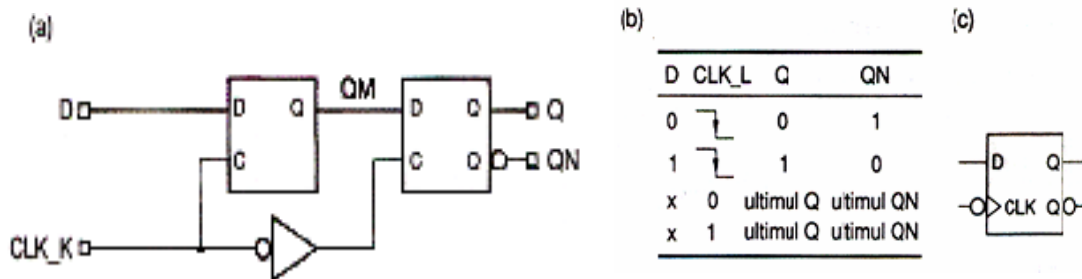 (a)
D
D Q
QM
D Q
Q
C
C Q
QN
CLK_K
(b)
D CLK_L Q QN
0 0 1
1 1 0
x 0 ultimul Q utimul QN
x 1 ultimul Q utimul QN
(c)
D Q
CLK Q